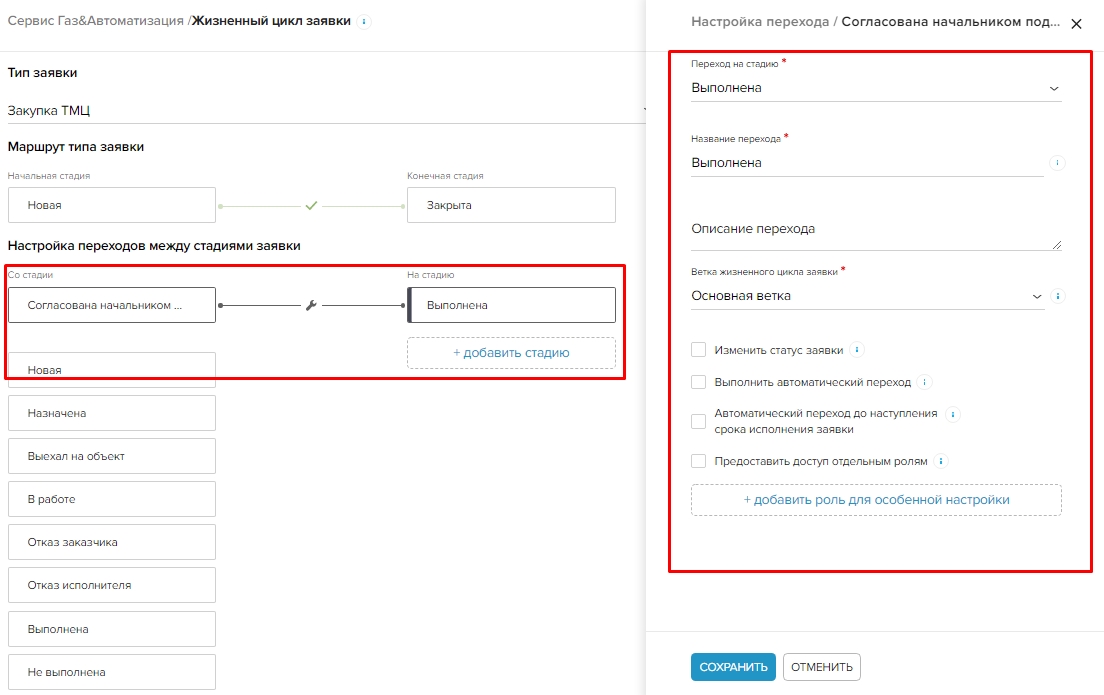 Сервис Газ&Автоматизация /Жизненный цикл заявки
Тип заявки
Закупка ТМЦ
Маршрут типа заявки
Начальная стадия
Конечная стадия
Новая
Закрыта
Настройка переходов между стадиями заявки
Со стадии
На стадию
Согласована начальником ...
Выполнена
+ добавить стадию
Новая
Назначена
Выехал на объект
В работе
Отказ заказчика
Отказ исполнителя
Выполнена
Не выполнена
Настройка перехода / Согласована начальником под...
Переход на стадию *
Выполнена
Название перехода *
Выполнена
Описание перехода
Ветка жизненного цикла заявки *
Основная ветка
Изменить статус заявки
Выполнить автоматический переход
Автоматический переход до наступления
срока исполнения заявки
Предоставить доступ отдельным ролям
+ добавить роль для особенной настройки
СОХРАНИТЬ
ОТМЕНИТЬ